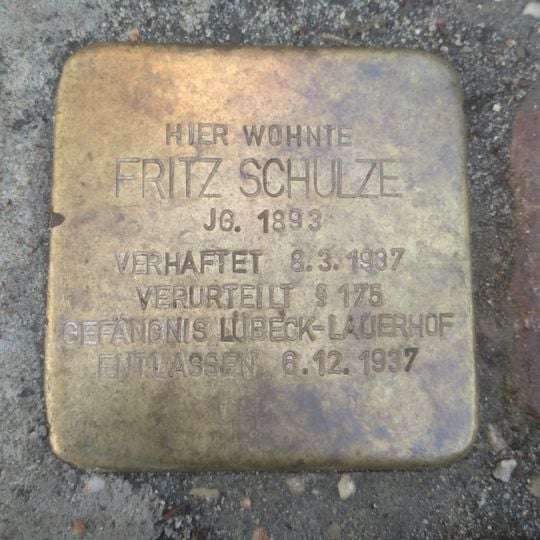 HIER WOHNTE
FRITZ SCHULZE
JG. 1893
VERHAFTET 8.3.1937
VERURTEILT § 175
GEFÄNGNIS LÜBECK-LAUERHOF
ENTLASSEN 6.12.1937